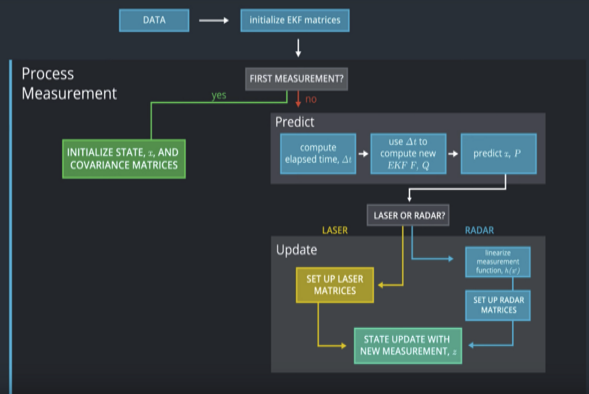 DATA
initialize EKF matrices
Process
Measurement
FIRST MEASUREMENT?
yes
no
INITIALIZE STATE, x, AND
COVARIANCE MATRICES
Predict
compute
elapsed time, Δt
use Δt to
compute new
EKF F, Q
predict x, P
LASER OR RADAR?
LASER
RADAR
Update
SET UP LASER
MATRICES
linearize
measurement
function, h(x')
SET UP RADAR
MATRICES
STATE UPDATE WITH
NEW MEASUREMENT, z